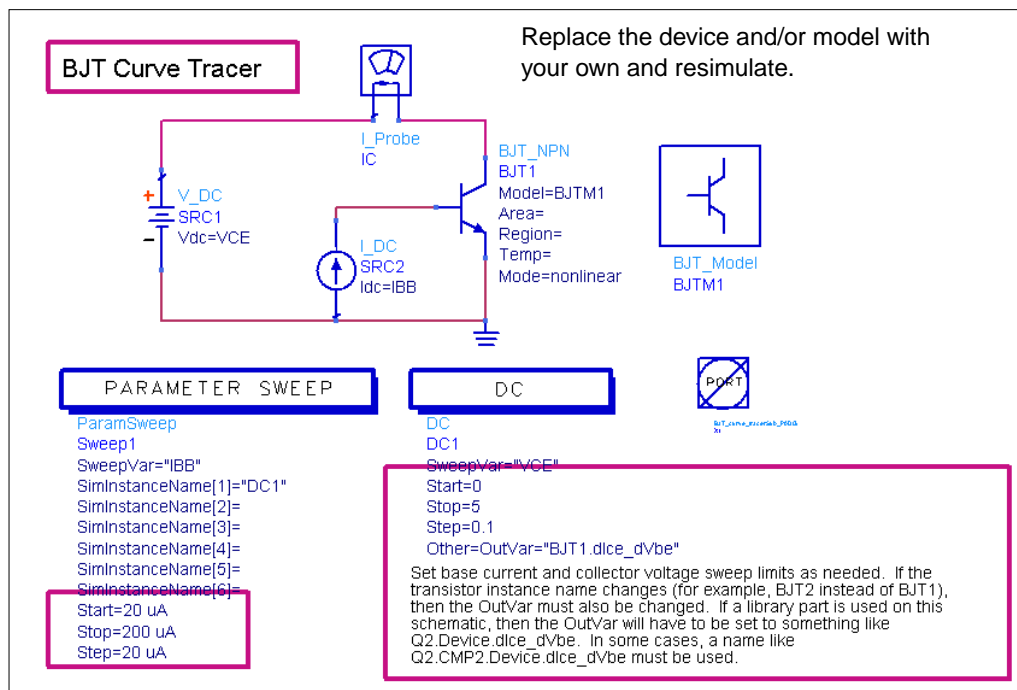 BJT Curve Tracer
Replace the device and/or model with
your own and resimulate.
I_Probe
IC
BJT_NPN
BJT1
Model=BJTM1
Area=
Region=
Temp=
Mode=nonlinear
+
V_DC
SRC1
Vdc=VCE
–
I_DC
SRC2
Idc=IBB
BJT_Model
BJTM1
PARAMETER SWEEP
ParamSweep
Sweep1
SweepVar="IBB"
SimInstanceName[1]="DC1"
SimInstanceName[2]=
SimInstanceName[3]=
SimInstanceName[4]=
SimInstanceName[5]=
SimInstanceName[6]=
Start=20 uA
Stop=200 uA
Step=20 uA
DC
DC
DC1
SweepVar="VCE"
Start=0
Stop=5
Step=0.1
Other=OutVar="BJT1.dIce_dVbe"
Set base current and collector voltage sweep limits as needed. If the
transistor instance name changes (for example, BJT2 instead of BJT1),
then the OutVar must also be changed. If a library part is used on this
schematic, then the OutVar will have to be set to something like
Q2.Device.dIce_dVbe. In some cases, a name like
Q2.CMP2.Device.dIce_dVbe must be used.
PORT